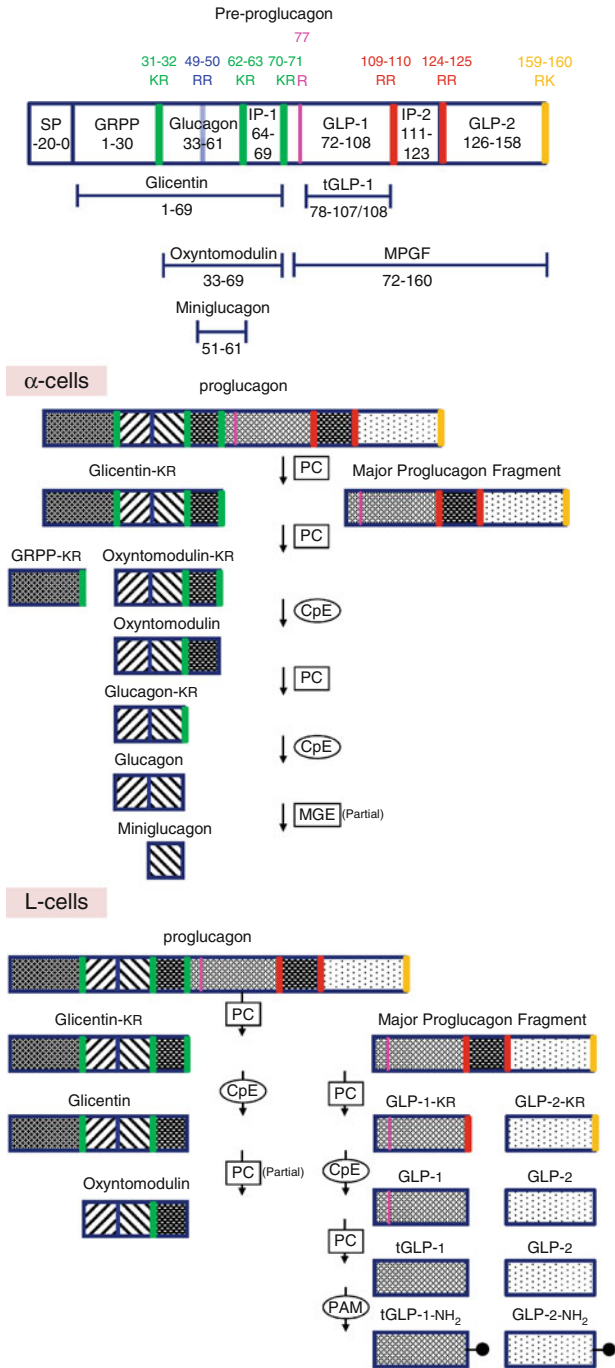 Pre-proglucagon
77
31-32 49-50 62-63 70-71 109-110 124-125 159-160
KR RR KR KR R RR RR RK
SP GRPP Glucagon IP-1 GLP-1 IP-2 GLP-2
-20-0 1-30 33-61 64-69 72-108 111-123 126-158
Glicentin tGLP-1
1-69 78-107/108
Oxyntomodulin MPGF
33-69 72-160
Miniglucagon
51-61
α-cells
proglucagon
PC
Glicentin-KR Major Proglucagon Fragment
PC
GRPP-KR Oxyntomodulin-KR
CpE
Oxyntomodulin
PC
Glucagon-KR
CpE
Glucagon
MGE (Partial)
Miniglucagon
L-cells
proglucagon
PC
Glicentin-KR Major Proglucagon Fragment
CpE PC
Glicentin GLP-1-KR GLP-2-KR
PC (Partial) CpE
Oxyntomodulin GLP-1 GLP-2
PC
tGLP-1 GLP-2
PAM
tGLP-1-NH₂ GLP-2-NH₂